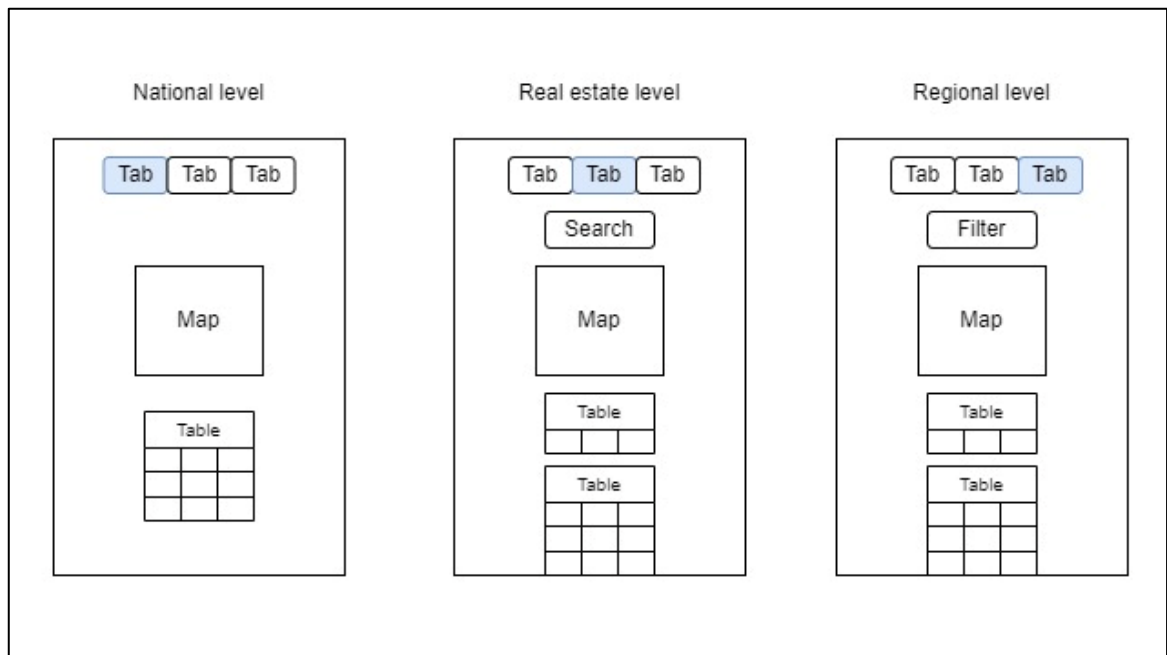 National level
Real estate level
Regional level
Tab Tab Tab
Tab Tab Tab
Tab Tab Tab
Search
Filter
Map
Map
Map
Table
Table
Table
Table
Table